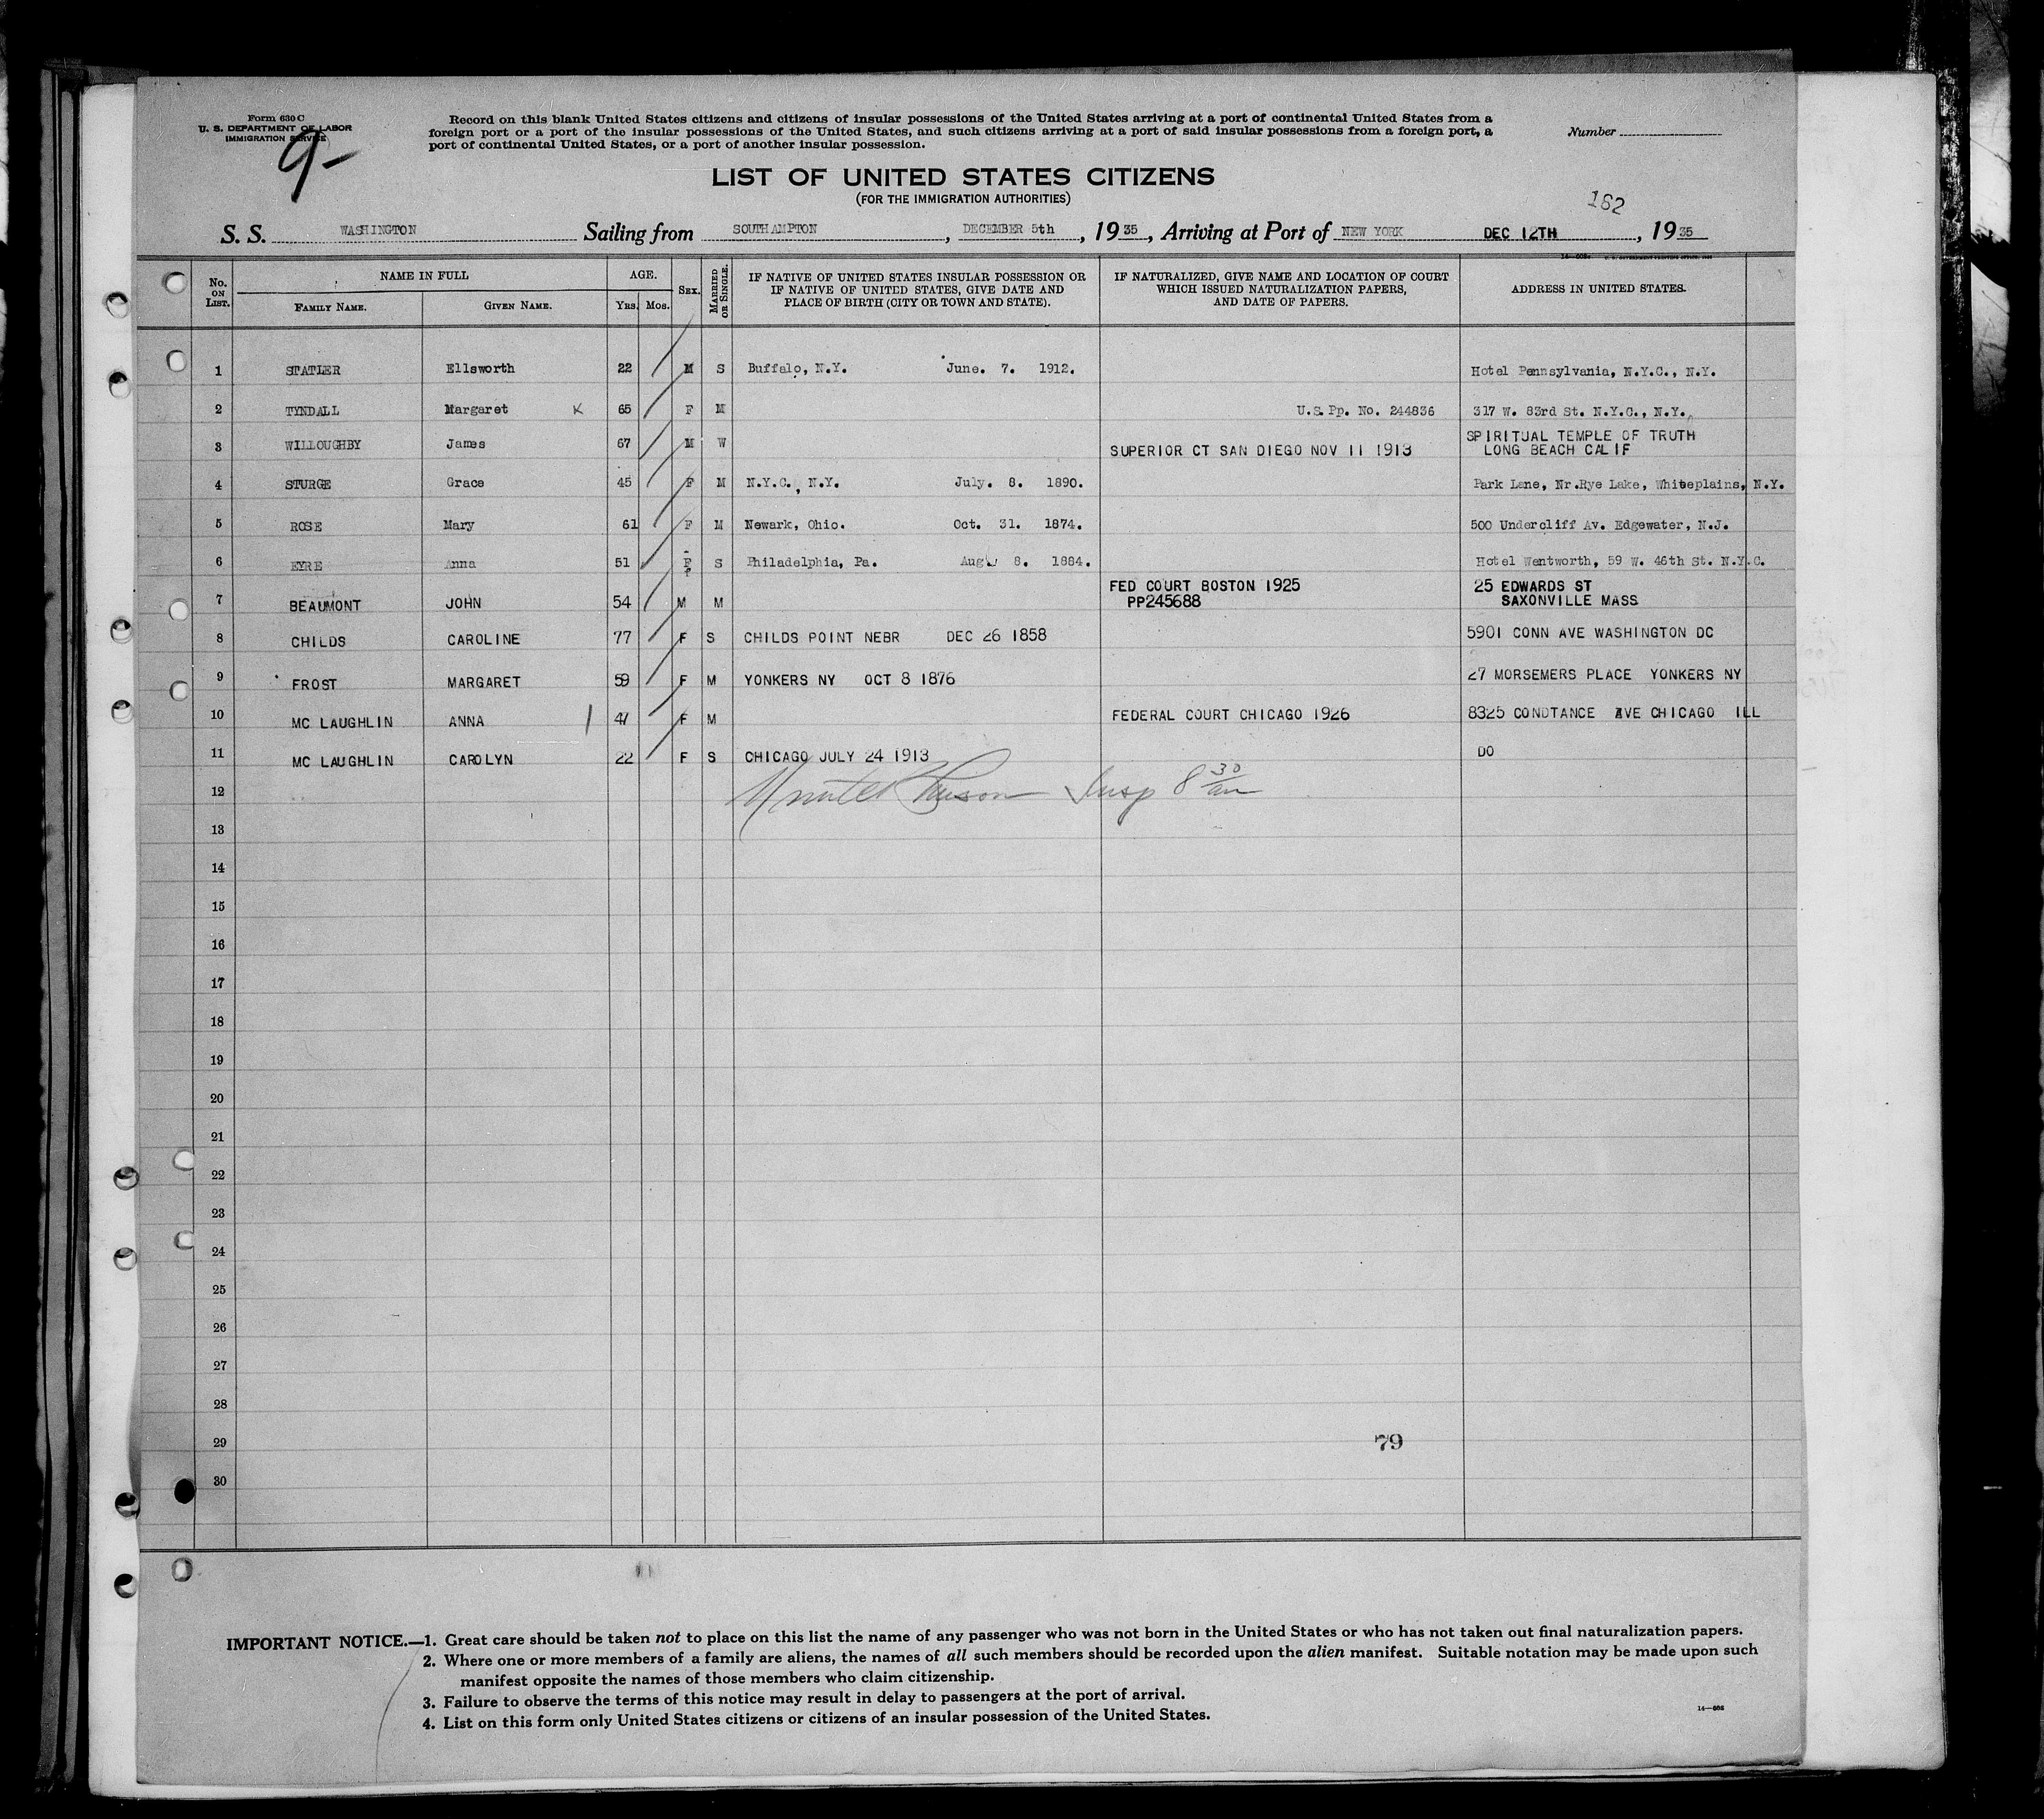 Form 630 C
U. S. DEPARTMENT OF LABOR
IMMIGRATION SERVICE
9-
Record on this blank United States citizens and citizens of insular possessions of the United States arriving at a port of continental United States from a
foreign port or a port of the insular possessions of the United States, and such citizens arriving at a port of said insular possessions from a foreign port, a
port of continental United States, or a port of another insular possession.
Number
LIST OF UNITED STATES CITIZENS
(FOR THE IMMIGRATION AUTHORITIES)
162
S. S. WASHINGTON Sailing from SOUTHAMPTON, DECEMBER 5th, 1935, Arriving at Port of NEW YORK DEC 12TH, 1935
No. ON LIST. NAME IN FULL AGE. SEX. MARRIED OR SINGLE. IF NATIVE OF UNITED STATES INSULAR POSSESSION OR IF NATIVE OF UNITED STATES, GIVE DATE AND PLACE OF BIRTH (CITY OR TOWN AND STATE). IF NATURALIZED, GIVE NAME AND LOCATION OF COURT WHICH ISSUED NATURALIZATION PAPERS, AND DATE OF PAPERS. ADDRESS IN UNITED STATES.
FAMILY NAME. GIVEN NAME. YRS. MOS.
1 STATLER Ellsworth 22 M S Buffalo, N.Y. June. 7. 1912. Hotel Pennsylvania, N.Y.C., N.Y.
2 TYNDALL Margaret K 65 F M U.S.Pp. No. 244836 317 W. 83rd St. N.Y.C., N.Y.
3 WILLOUGHBY James 67 M W SUPERIOR CT SAN DIEGO NOV 11 1913 SPIRITUAL TEMPLE OF TRUTH
LONG BEACH CALIF
4 STURGE Grace 45 F M N.Y.C., N.Y. July. 8. 1890. Park Lane, Nr.Rye Lake, Whiteplains, N.Y.
5 ROSE Mary 61 F M Newark, Ohio. Oct. 31. 1874. 500 Undercliff Av. Edgewater, N.J.
6 EYRE Anna 51 F S Philadelphia, Pa. Aug. 8. 1884. Hotel Wentworth, 59 W. 46th St. N.Y.C.
7 BEAUMONT JOHN 54 M M FED COURT BOSTON 1925 25 EDWARDS ST
PP245688 SAXONVILLE MASS
8 CHILDS CAROLINE 77 F S CHILDS POINT NEBR DEC 26 1858 5901 CONN AVE WASHINGTON DC
9 FROST MARGARET 59 F M YONKERS NY OCT 8 1876 27 MORSEMERS PLACE YONKERS NY
10 MC LAUGHLIN ANNA 47 F M FEDERAL COURT CHICAGO 1926 8325 CONDTANCE AVE CHICAGO ILL
11 MC LAUGHLIN CAROLYN 22 F S CHICAGO JULY 24 1913 DO
12 Insp 8 30 am
13
14
15
16
17
18
19
20
21
22
23
24
25
26
27
28
29 79
30
11
IMPORTANT NOTICE.—1. Great care should be taken not to place on this list the name of any passenger who was not born in the United States or who has not taken out final naturalization papers.
2. Where one or more members of a family are aliens, the names of all such members should be recorded upon the alien manifest. Suitable notation may be made upon such
manifest opposite the names of those members who claim citizenship.
3. Failure to observe the terms of this notice may result in delay to passengers at the port of arrival.
4. List on this form only United States citizens or citizens of an insular possession of the United States.